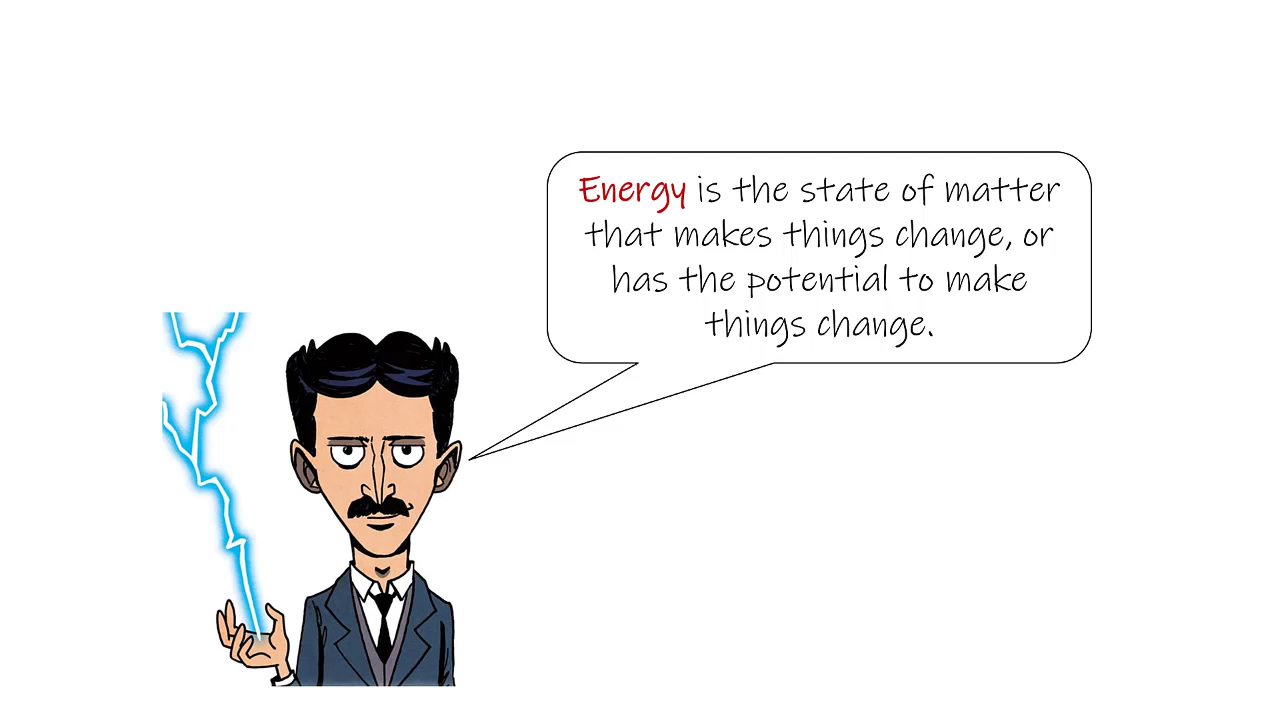 Energy is the state of matter
that makes things change, or
has the potential to make
things change.